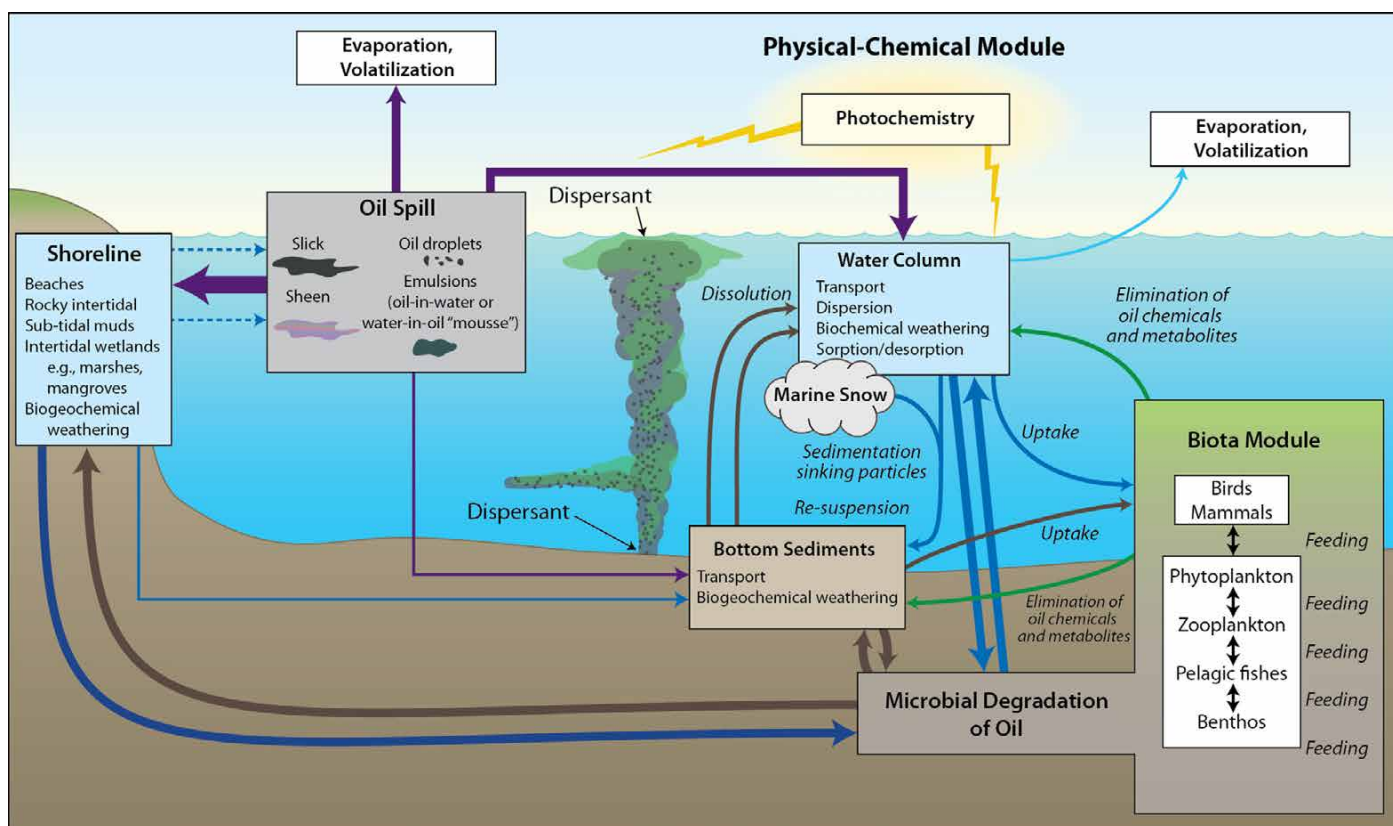 Evaporation,
Volatilization
Physical-Chemical Module
Photochemistry
Evaporation,
Volatilization
Oil Spill
Slick
Sheen
Oil droplets
Emulsions
(oil-in-water or
water-in-oil “mousse”)
Dispersant
Shoreline
Beaches
Rocky intertidal
Sub-tidal muds
Intertidal wetlands
e.g., marshes,
mangroves
Biogeochemical
weathering
Water Column
Transport
Dispersion
Biochemical weathering
Sorption/desorption
Dissolution
Marine Snow
Elimination of
oil chemicals
and metabolites
Sedimentation
sinking particles
Re-suspension
Uptake
Dispersant
Bottom Sediments
Transport
Biogeochemical weathering
Uptake
Elimination of
oil chemicals
and metabolites
Biota Module
Birds
Mammals
Feeding
Phytoplankton
Feeding
Zooplankton
Feeding
Pelagic fishes
Feeding
Benthos
Feeding
Microbial Degradation
of Oil